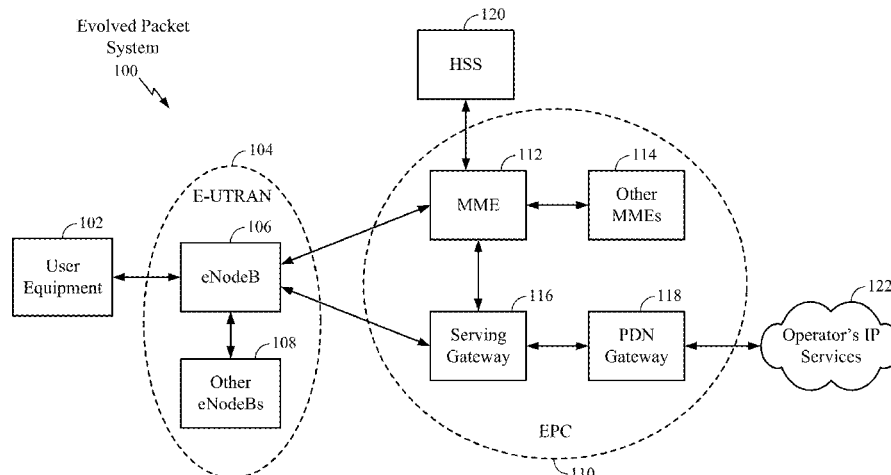 Evolved Packet
System
100
120
HSS
104
E-UTRAN
112
MME
114
Other
MMEs
102
User
Equipment
106
eNodeB
108
Other
eNodeBs
116
Serving
Gateway
118
PDN
Gateway
122
Operator's IP
Services
EPC
110